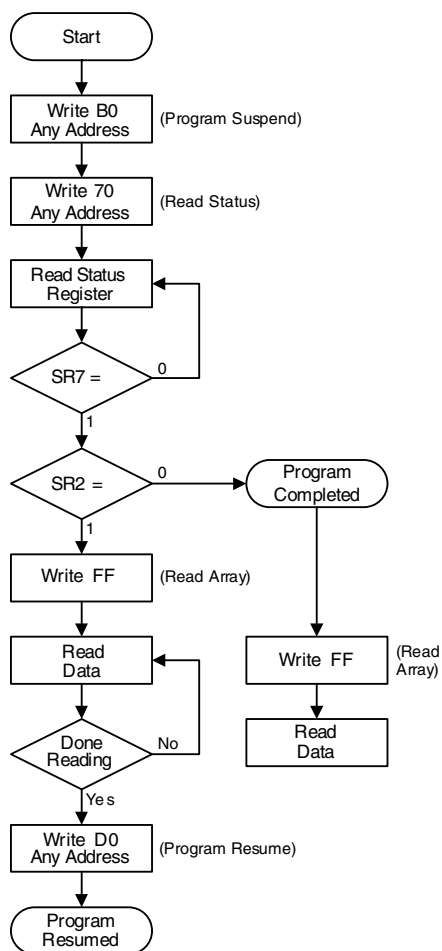 Start
Write B0
Any Address
(Program Suspend)
Write 70
Any Address
(Read Status)
Read Status
Register
SR7 =
0
1
SR2 =
0
Program
Completed
1
Write FF
(Read Array)
Read
Data
Write FF
(Read
Array)
Done
Reading
No
Read
Data
Yes
Write D0
Any Address
(Program Resume)
Program
Resumed